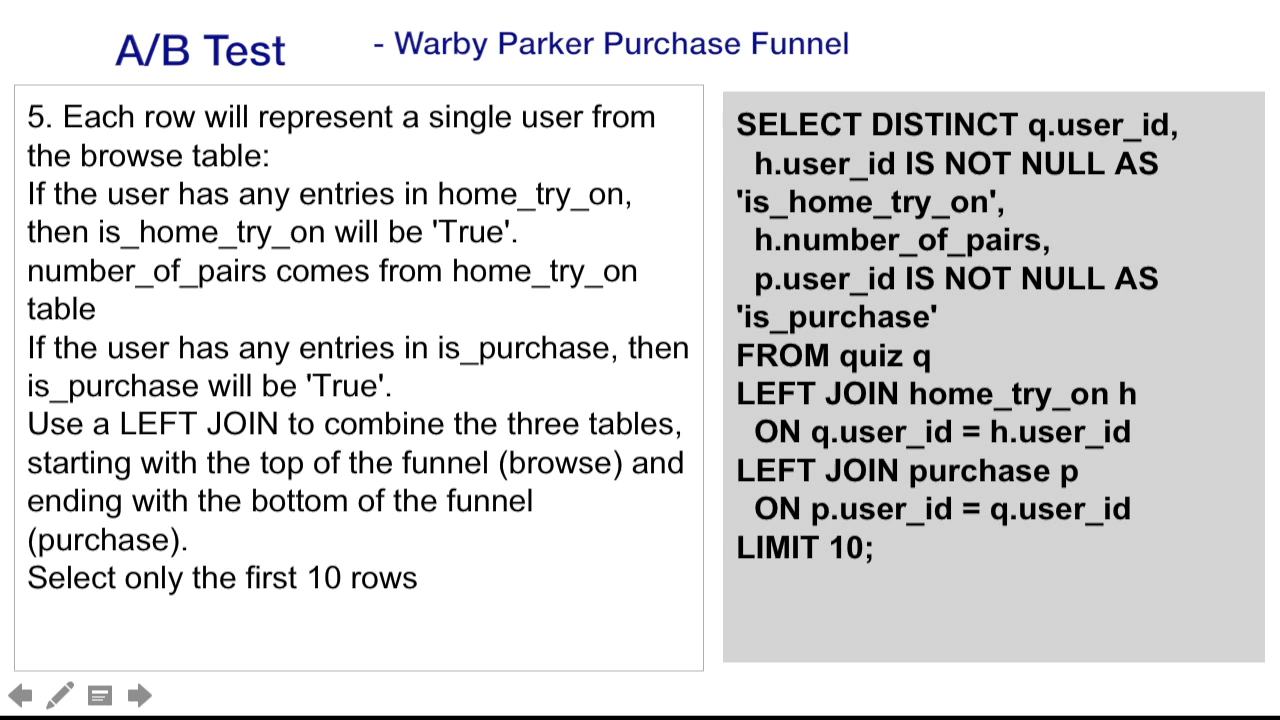 A/B Test
- Warby Parker Purchase Funnel
5. Each row will represent a single user from
the browse table:
If the user has any entries in home_try_on,
then is_home_try_on will be 'True'.
number_of_pairs comes from home_try_on
table
If the user has any entries in is_purchase, then
is_purchase will be 'True'.
Use a LEFT JOIN to combine the three tables,
starting with the top of the funnel (browse) and
ending with the bottom of the funnel
(purchase).
Select only the first 10 rows
SELECT DISTINCT q.user_id,
h.user_id IS NOT NULL AS
'is_home_try_on',
h.number_of_pairs,
p.user_id IS NOT NULL AS
'is_purchase'
FROM quiz q
LEFT JOIN home_try_on h
ON q.user_id = h.user_id
LEFT JOIN purchase p
ON p.user_id = q.user_id
LIMIT 10;